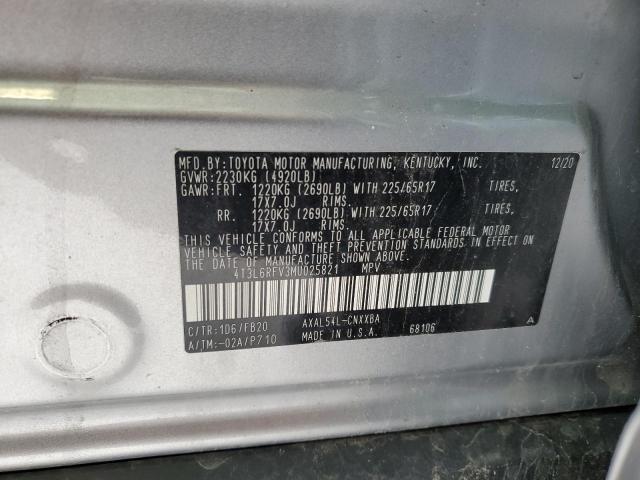 MFD.BY:TOYOTA MOTOR MANUFACTURING, KENTUCKY, INC. 12/20
GVWR:2230KG (4920LB)
GAWR:FRT. 1220KG (2690LB) WITH 225/65R17 TIRES,
17X7.0J RIMS.
RR. 1220KG (2690LB) WITH 225/65R17 TIRES,
17X7.0J RIMS.
THIS VEHICLE CONFORMS TO ALL APPLICABLE FEDERAL MOTOR
VEHICLE SAFETY AND THEFT PREVENTION STANDARDS IN EFFECT ON
THE DATE OF MANUFACTURE SHOWN ABOVE.
4T3L6RFV3MU025821 MPV
C/TR:1D6/FB20 AXAL54L-CNXXBA A
A/TM:-02A/P710 MADE IN U.S.A. 68106